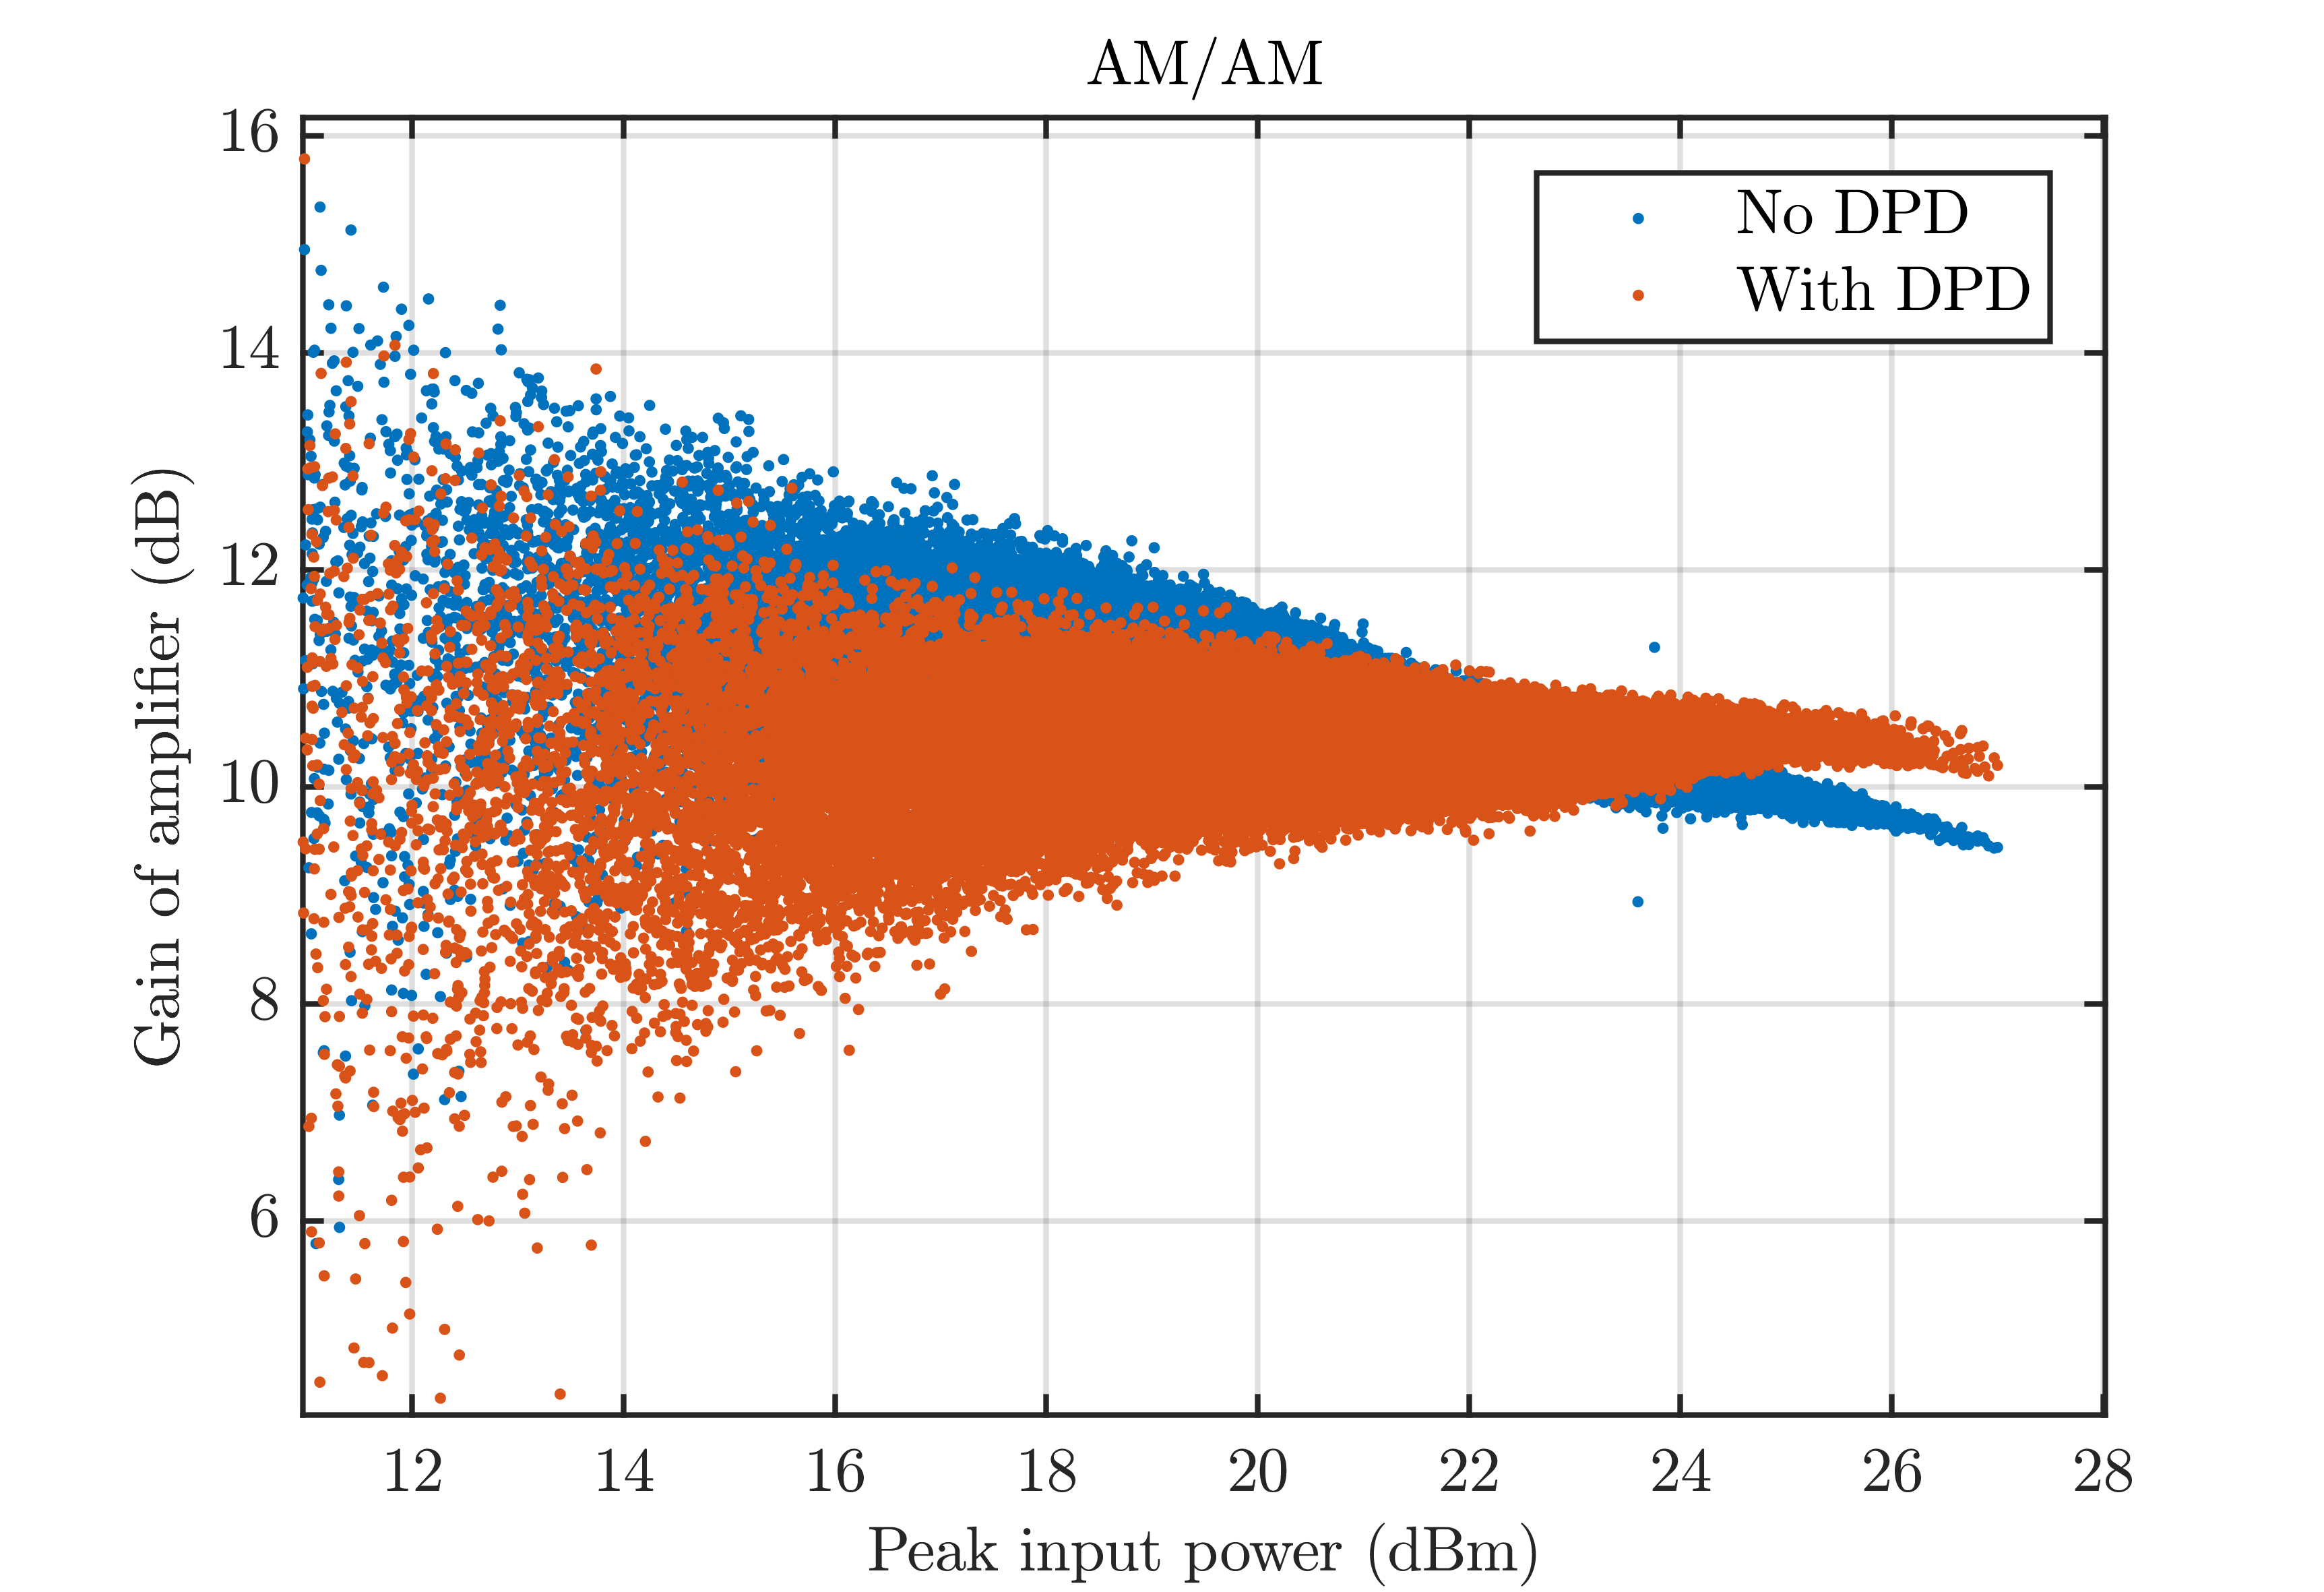 AM/AM
16
14
12
10
8
6
Gain of amplifier (dB)
No DPD
With DPD
12 14 16 18 20 22 24 26 28
Peak input power (dBm)